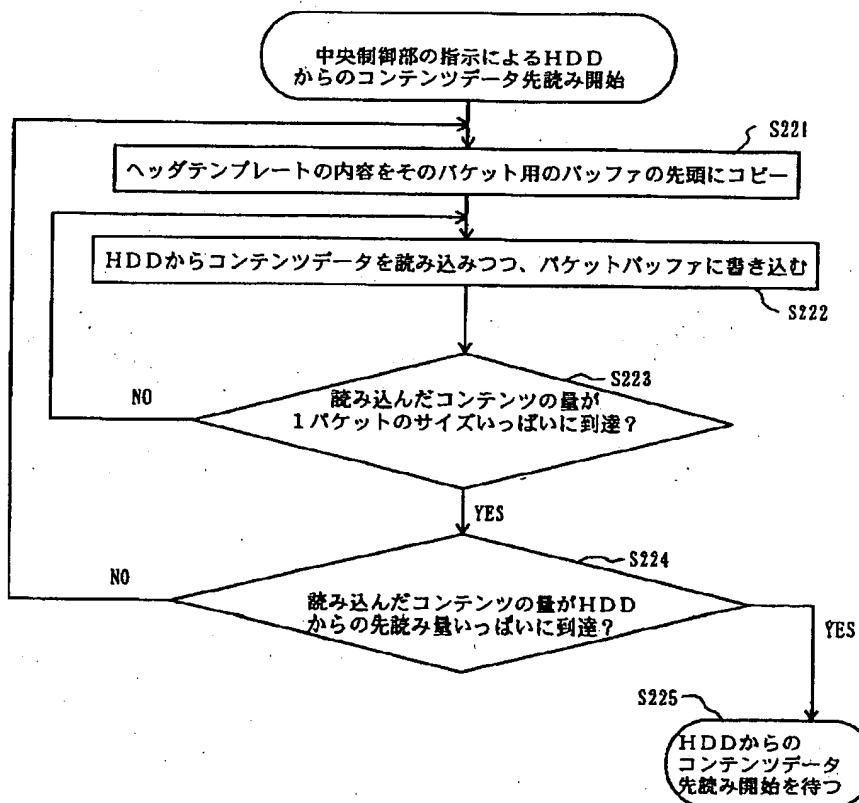 中央制御部の指示によるHDD
からのコンテンツデータ先読み開始
S221
ヘッダテンプレートの内容をそのパケット用のバッファの先頭にコピー
HDDからコンテンツデータを読み込みつつ、パケットバッファに書き込む
S222
S223
NO
読み込んだコンテンツの量が
1パケットのサイズいっぱいに到達?
YES
S224
NO
読み込んだコンテンツの量がHDD
からの先読み量いっぱいに到達?
YES
S225
HDDからの
コンテンツデータ
先読み開始を待つ